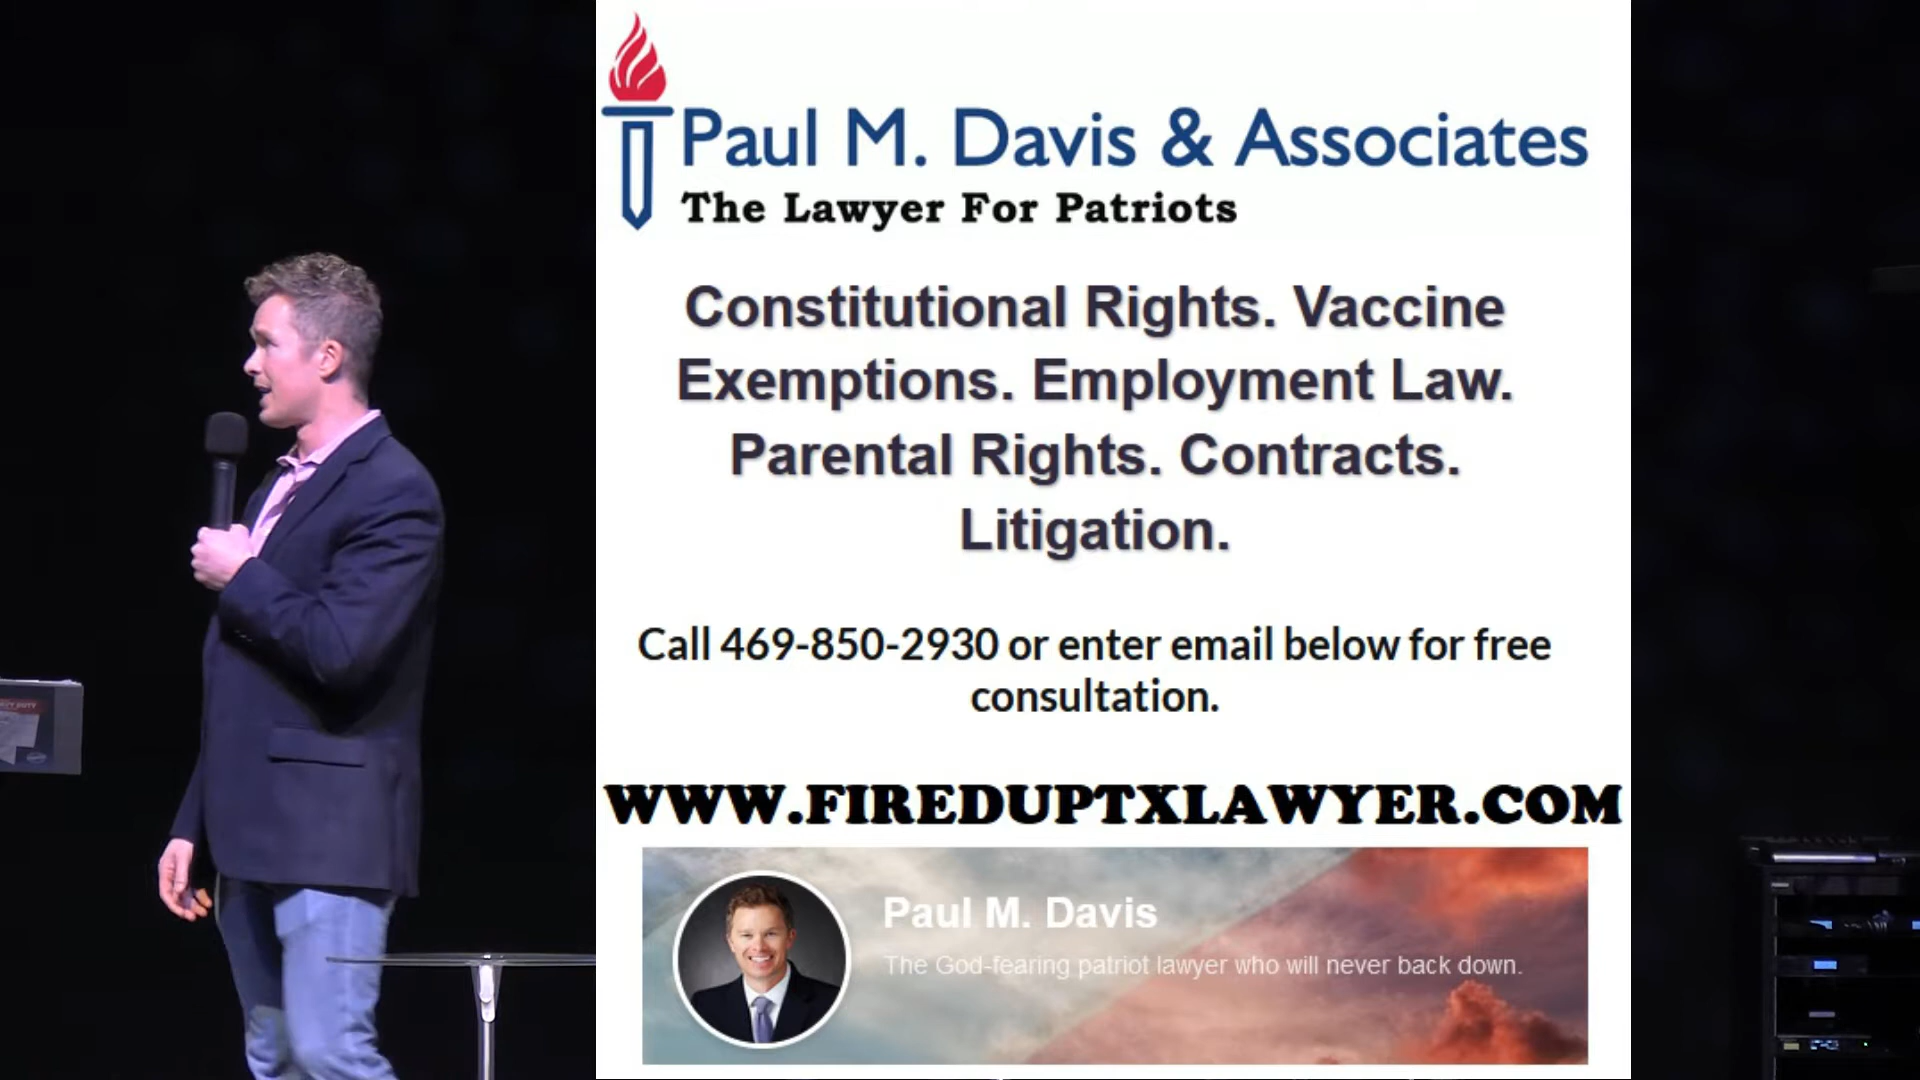 Paul M. Davis & Associates
The Lawyer For Patriots
Constitutional Rights. Vaccine
Exemptions. Employment Law.
Parental Rights. Contracts.
Litigation.
Call 469-850-2930 or enter email below for free
consultation.
WWW.FIREDUPTXLAWYER.COM
Paul M. Davis
The God-fearing patriot lawyer who will never back down.